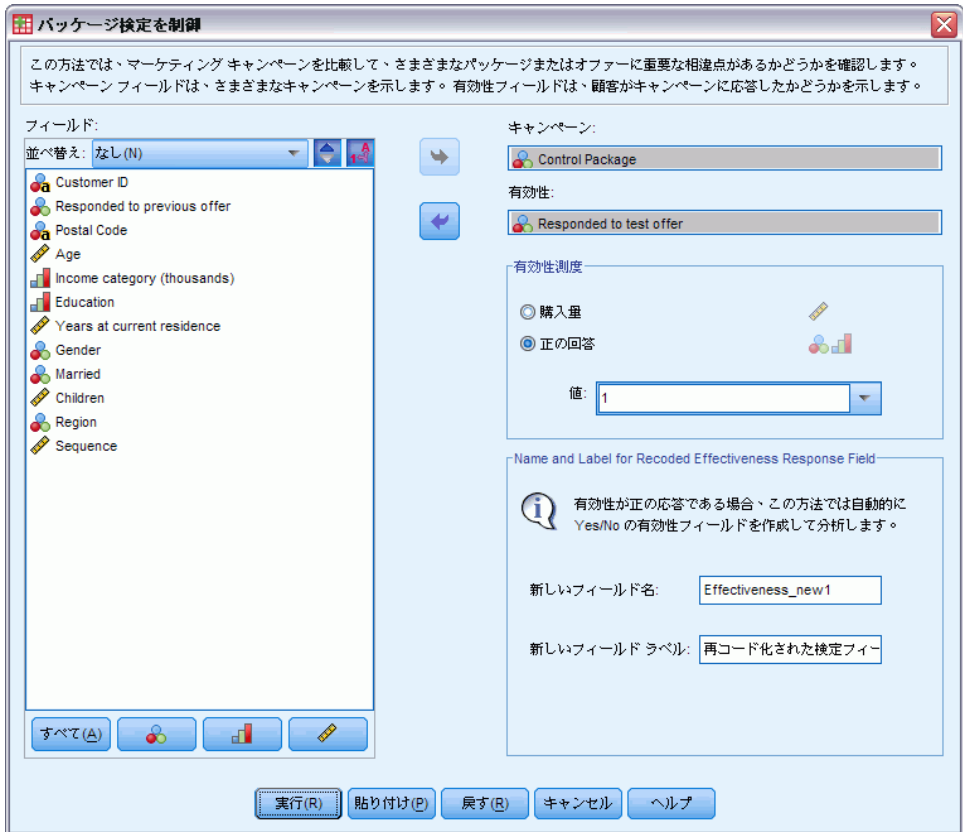 パッケージ検定を制御
この方法では、マーケティング キャンペーンを比較して、さまざまなパッケージまたはオファーに重要な相違点があるかどうかを確認します。
キャンペーン フィールドは、さまざまなキャンペーンを示します。有効性フィールドは、顧客がキャンペーンに応答したかどうかを示します。
フィールド:
並べ替え: なし(N)
Customer ID
Responded to previous offer
Postal Code
Age
Income category (thousands)
Education
Years at current residence
Gender
Married
Children
Region
Sequence
すべて(A)
キャンペーン:
Control Package
有効性:
Responded to test offer
有効性測度
購入量
正の回答
値: 1
Name and Label for Recoded Effectiveness Response Field
有効性が正の応答である場合、この方法では自動的に
Yes/No の有効性フィールドを作成して分析します。
新しいフィールド名: Effectiveness_new1
新しいフィールド ラベル: 再コード化された検定フィー
実行(R) 貼り付け(P) 戻す(R) キャンセル ヘルプ